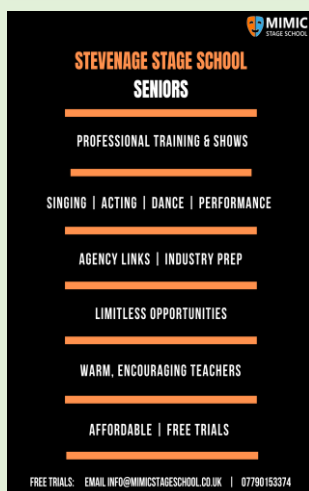 MIMIC
STAGE SCHOOL
STEVENAGE STAGE SCHOOL
SENIORS
PROFESSIONAL TRAINING & SHOWS
SINGING | ACTING | DANCE | PERFORMANCE
AGENCY LINKS | INDUSTRY PREP
LIMITLESS OPPORTUNITIES
WARM, ENCOURAGING TEACHERS
AFFORDABLE | FREE TRIALS
FREE TRIALS: EMAIL INFO@MIMICSTAGESCHOOL.CO.UK | 07790153374